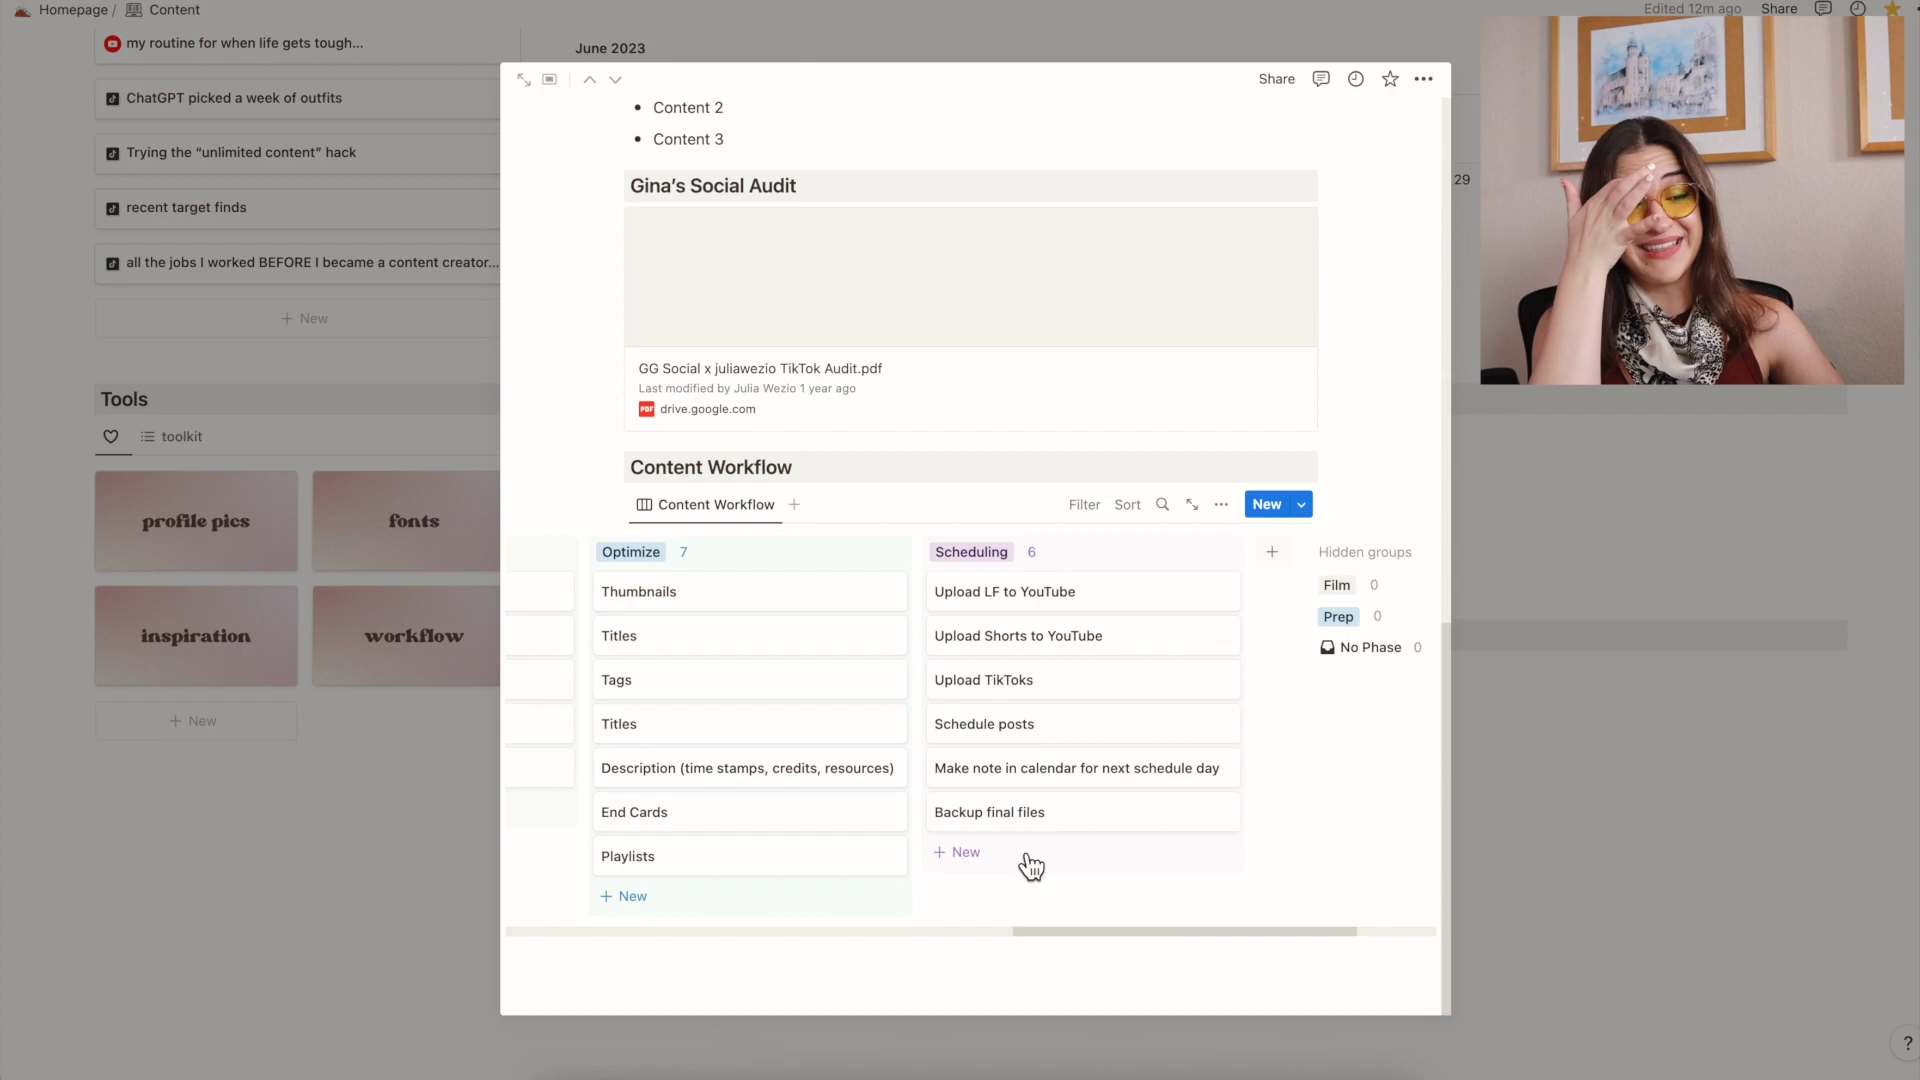 Homepage / Content
Edited 12m ago
Share
my routine for when life gets tough...
ChatGPT picked a week of outfits
Trying the “unlimited content” hack
recent target finds
all the jobs I worked BEFORE I became a content creator...
+ New
Tools
toolkit
profile pics
fonts
inspiration
workflow
+ New
June 2023
29
Share
Content 2
Content 3
Gina’s Social Audit
GG Social x juliawezio TikTok Audit.pdf
Last modified by Julia Wezio 1 year ago
PDF drive.google.com
Content Workflow
Content Workflow
Filter
Sort
New
Optimize 7
Thumbnails
Titles
Tags
Titles
Description (time stamps, credits, resources)
End Cards
Playlists
+ New
Scheduling 6
Upload LF to YouTube
Upload Shorts to YouTube
Upload TikToks
Schedule posts
Make note in calendar for next schedule day
Backup final files
+ New
Hidden groups
Film 0
Prep 0
No Phase 0
?